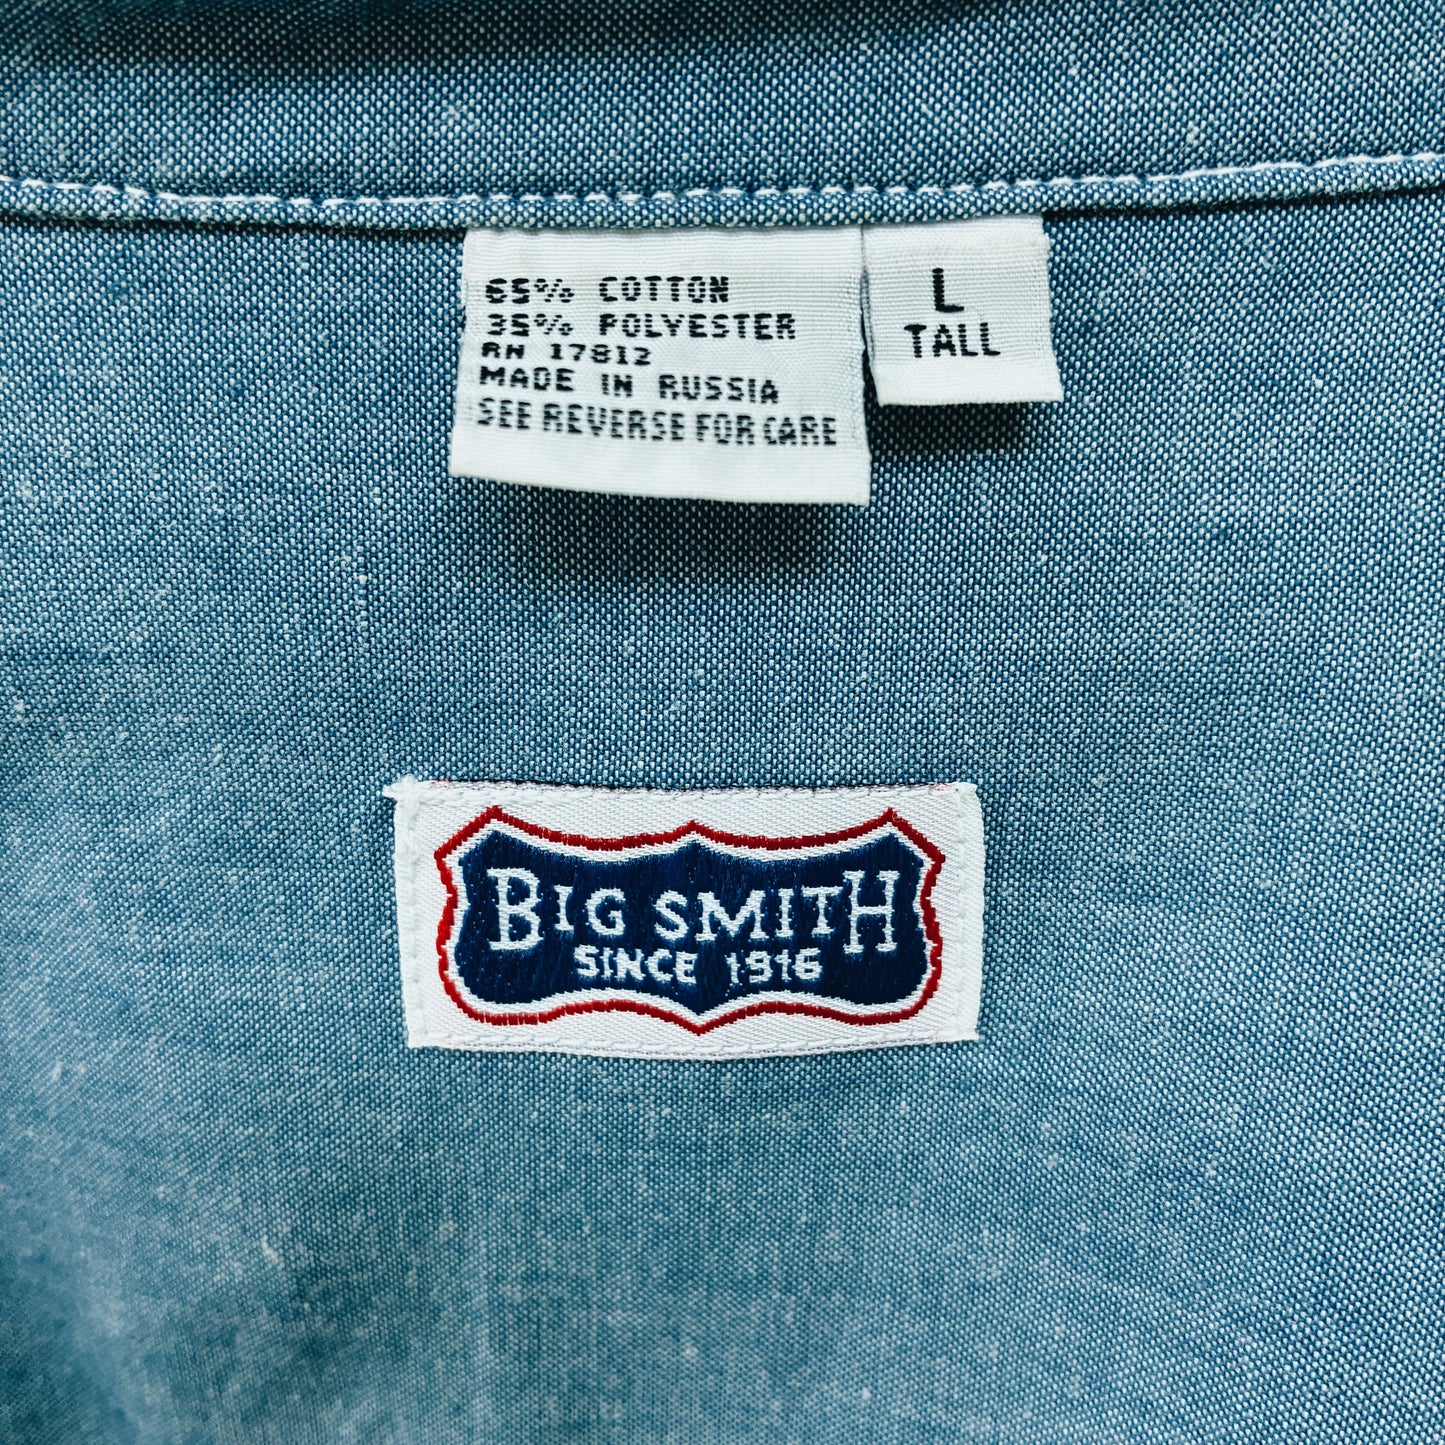 65% COTTON
35% POLYESTER
RN 17812
MADE IN RUSSIA
SEE REVERSE FOR CARE
L
TALL
BIG SMITH
SINCE 1916